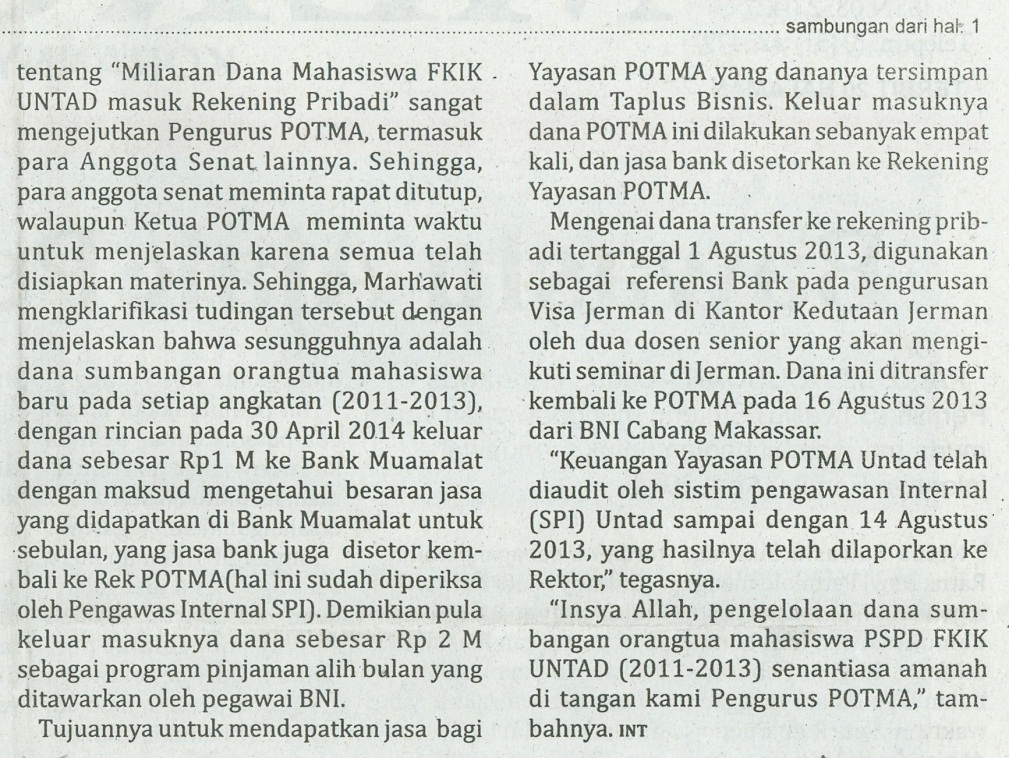 sambungan dari hal. 1
tentang “Miliaran Dana Mahasiswa FKIK
UNTAD masuk Rekening Pribadi” sangat
mengejutkan Pengurus POTMA, termasuk
para Anggota Senat lainnya. Sehingga,
para anggota senat meminta rapat ditutup,
walaupun Ketua POTMA meminta waktu
untuk menjelaskan karena semua telah
disiapkan materinya. Sehingga, Marhawati
mengklarifikasi tudingan tersebut dengan
menjelaskan bahwa sesungguhnya adalah
dana sumbangan orangtua mahasiswa
baru pada setiap angkatan (2011-2013),
dengan rincian pada 30 April 2014 keluar
dana sebesar Rp1 M ke Bank Muamalat
dengan maksud mengetahui besaran jasa
yang didapatkan di Bank Muamalat untuk
sebulan, yang jasa bank juga disetor kem-
bali ke Rek POTMA(hal ini sudah diperiksa
oleh Pengawas Internal SPI). Demikian pula
keluar masuknya dana sebesar Rp 2 M
sebagai program pinjaman alih bulan yang
ditawarkan oleh pegawai BNI.
Tujuannya untuk mendapatkan jasa bagi
Yayasan POTMA yang dananya tersimpan
dalam Taplus Bisnis. Keluar masuknya
dana POTMA ini dilakukan sebanyak empat
kali, dan jasa bank disetorkan ke Rekening
Yayasan POTMA.
Mengenai dana transfer ke rekening prib-
adi tertanggal 1 Agustus 2013, digunakan
sebagai referensi Bank pada pengurusan
Visa Jerman di Kantor Kedutaan Jerman
oleh dua dosen senior yang akan mengi-
kuti seminar di Jerman. Dana ini ditransfer
kembali ke POTMA pada 16 Agustus 2013
dari BNI Cabang Makassar.
“Keuangan Yayasan POTMA Untad telah
diaudit oleh sistim pengawasan Internal
(SPI) Untad sampai dengan 14 Agustus
2013, yang hasilnya telah dilaporkan ke
Rektor,” tegasnya.
“Insya Allah, pengelolaan dana sum-
bangan orangtua mahasiswa PSPD FKIK
UNTAD (2011-2013) senantiasa amanah
di tangan kami Pengurus POTMA,” tam-
bahnya. INT